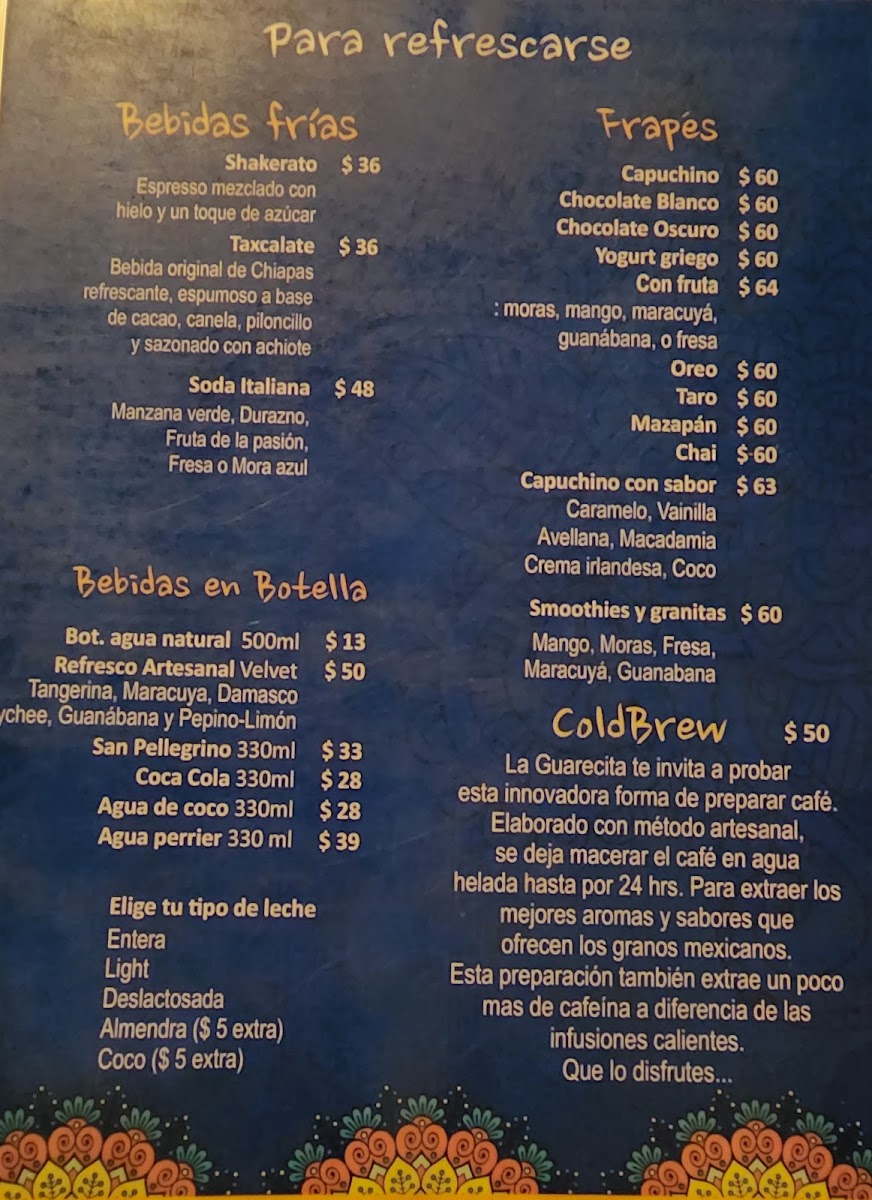 Para refrescarse
Bebidas frías
Shakerato $ 36
Espresso mezclado con
hielo y un toque de azúcar
Taxcalate $ 36
Bebida original de Chiapas
refrescante, espumoso a base
de cacao, canela, piloncillo
y sazonado con achiote
Soda Italiana $ 48
Manzana verde, Durazno,
Fruta de la pasión,
Fresa o Mora azul
Bebidas en Botella
Bot. agua natural 500ml $ 13
Refresco Artesanal Velvet $ 50
Tangerina, Maracuya, Damasco
ychee, Guanábana y Pepino-Limón
San Pellegrino 330ml $ 33
Coca Cola 330ml $ 28
Agua de coco 330ml $ 28
Agua perrier 330 ml $ 39
Elige tu tipo de leche
Entera
Light
Deslactosada
Almendra ($ 5 extra)
Coco ($ 5 extra)
Frapés
Capuchino $ 60
Chocolate Blanco $ 60
Chocolate Oscuro $ 60
Yogurt griego $ 60
Con fruta $ 64
: moras, mango, maracuyá,
guanábana, o fresa
Oreo $ 60
Taro $ 60
Mazapán $ 60
Chai $ 60
Capuchino con sabor $ 63
Caramelo, Vainilla
Avellana, Macadamia
Crema irlandesa, Coco
Smoothies y granitas $ 60
Mango, Moras, Fresa,
Maracuyá, Guanabana
ColdBrew $ 50
La Guarecita te invita a probar
esta innovadora forma de preparar café.
Elaborado con método artesanal,
se deja macerar el café en agua
helada hasta por 24 hrs. Para extraer los
mejores aromas y sabores que
ofrecen los granos mexicanos.
Esta preparación también extrae un poco
mas de cafeína a diferencia de las
infusiones calientes.
Que lo disfrutes...